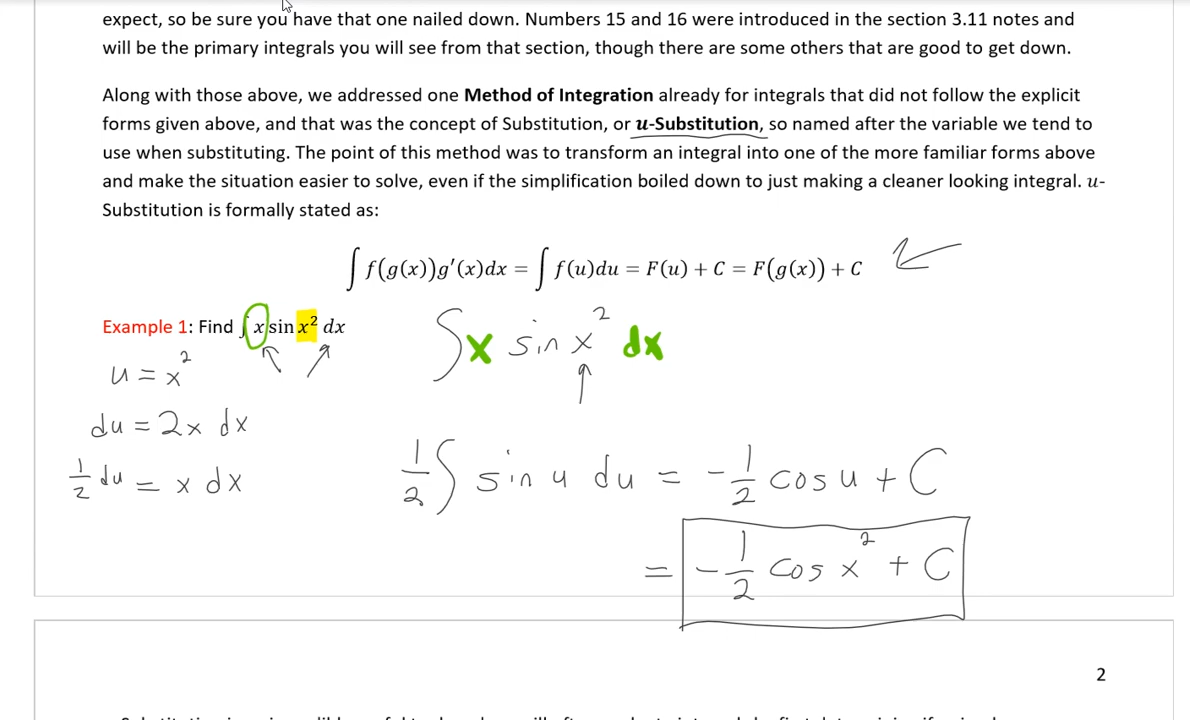 expect, so be sure you have that one nailed down. Numbers 15 and 16 were introduced in the section 3.11 notes and
will be the primary integrals you will see from that section, though there are some others that are good to get down.
Along with those above, we addressed one Method of Integration already for integrals that did not follow the explicit
forms given above, and that was the concept of Substitution, or u-Substitution, so named after the variable we tend to
use when substituting. The point of this method was to transform an integral into one of the more familiar forms above
and make the situation easier to solve, even if the simplification boiled down to just making a cleaner looking integral. u-
Substitution is formally stated as:
∫ f(g(x))g′(x)dx = ∫ f(u)du = F(u) + C = F(g(x)) + C
Example 1: Find ∫ x sin x² dx
∫ x sin x² dx
u = x²
du = 2x dx
½ du = x dx
½ ∫ sin u du = -½ cos u + C
= -½ cos x² + C
2